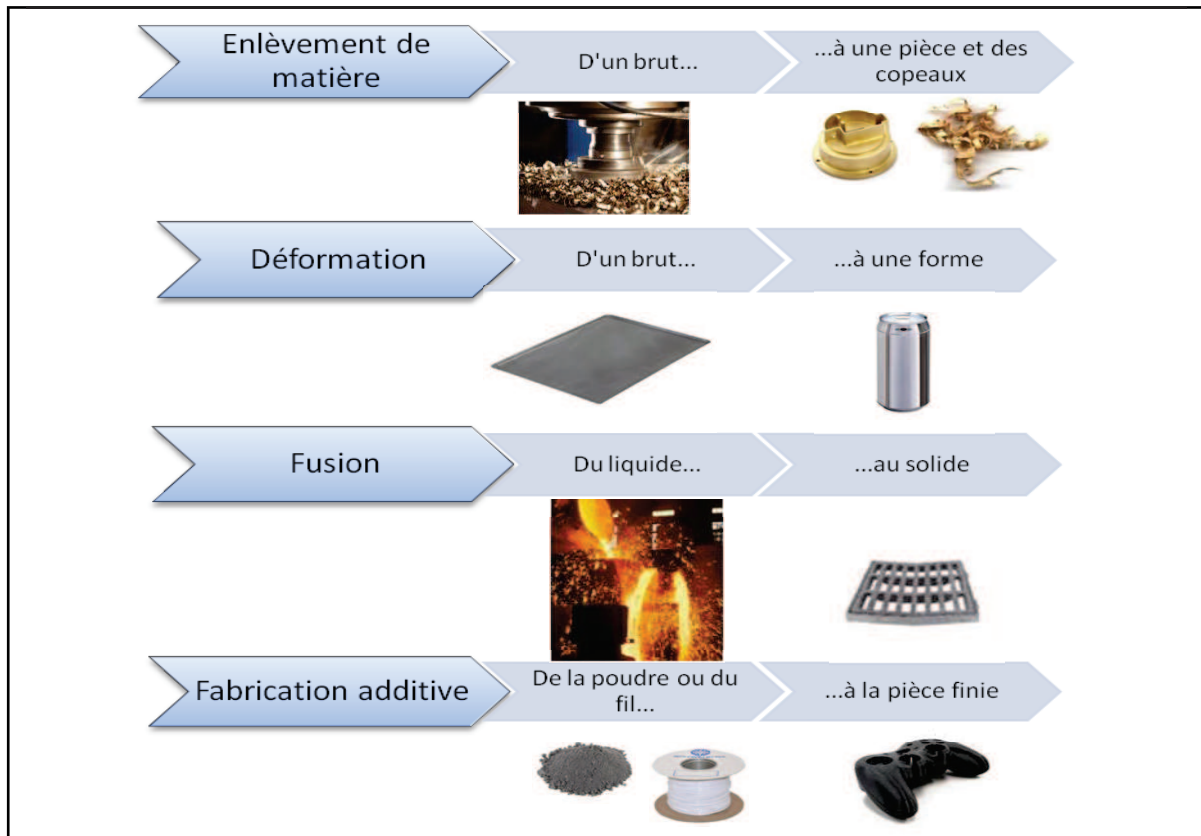 Enlèvement de
matière
D'un brut...
...à une pièce et des
copeaux
Déformation
D'un brut...
...à une forme
Fusion
Du liquide...
...au solide
Fabrication additive
De la poudre ou du
fil...
...à la pièce finie